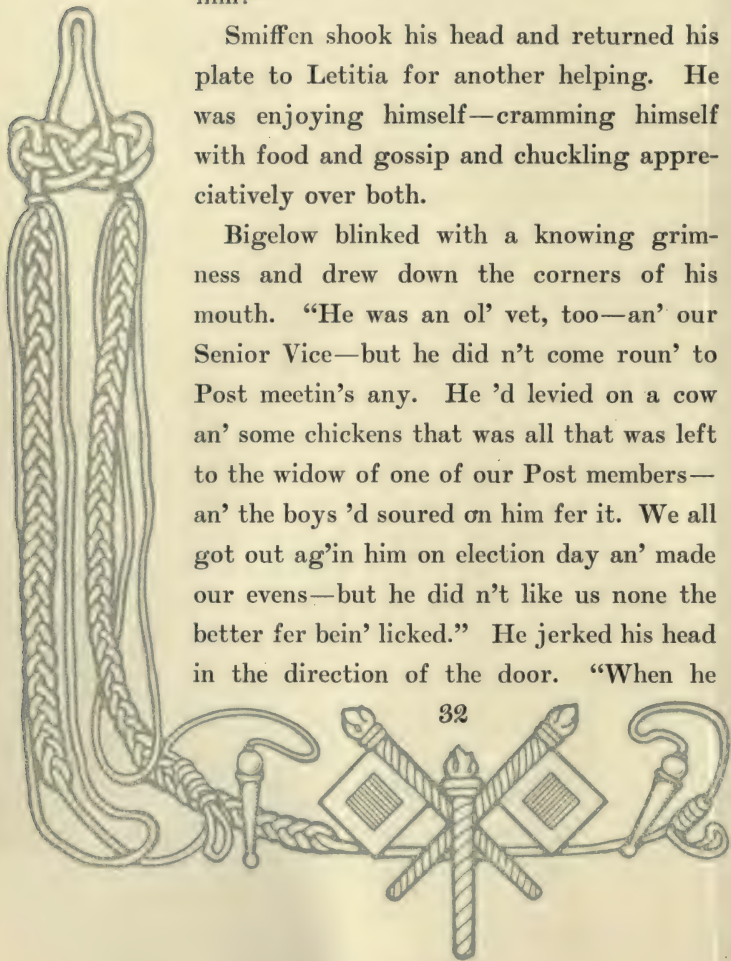 Smiffen shook his head and returned his
plate to Letitia for another helping. He
was enjoying himself—cramming himself
with food and gossip and chuckling appre-
ciatively over both.
Bigelow blinked with a knowing grim-
ness and drew down the corners of his
mouth. “He was an ol’ vet, too—an’ our
Senior Vice—but he did n’t come roun’ to
Post meetin’s any. He ’d levied on a cow
an’ some chickens that was all that was left
to the widow of one of our Post members—
an’ the boys ’d soured on him fer it. We all
got out ag’in him on election day an’ made
our evens—but he did n’t like us none the
better fer bein’ licked.” He jerked his head
in the direction of the door. “When he
32